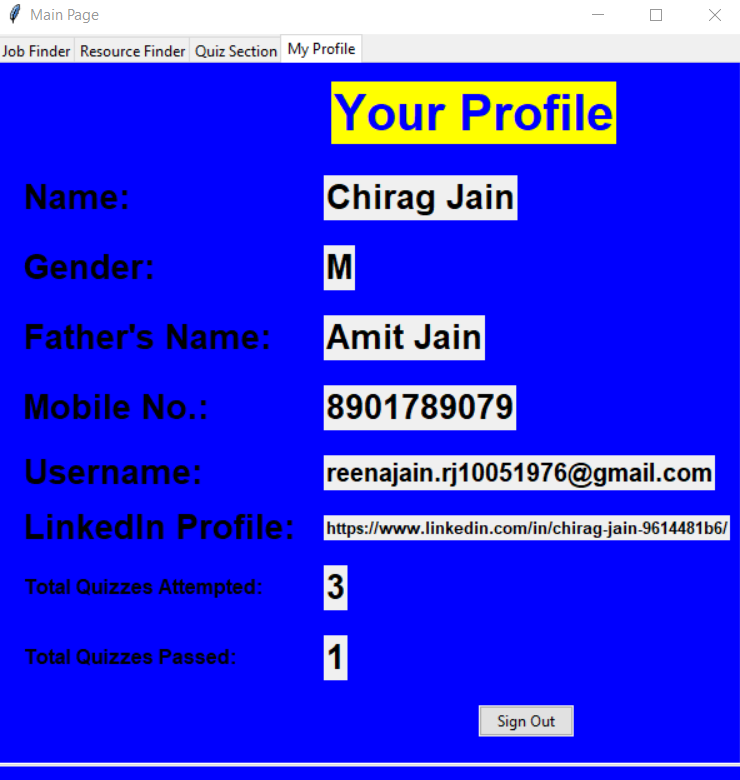 Main Page
Job Finder Resource Finder Quiz Section My Profile
Your Profile
Name: Chirag Jain
Gender: M
Father's Name: Amit Jain
Mobile No.: 8901789079
Username: reenajain.rj10051976@gmail.com
LinkedIn Profile: https://www.linkedin.com/in/chirag-jain-9614481b6/
Total Quizzes Attempted: 3
Total Quizzes Passed: 1
Sign Out